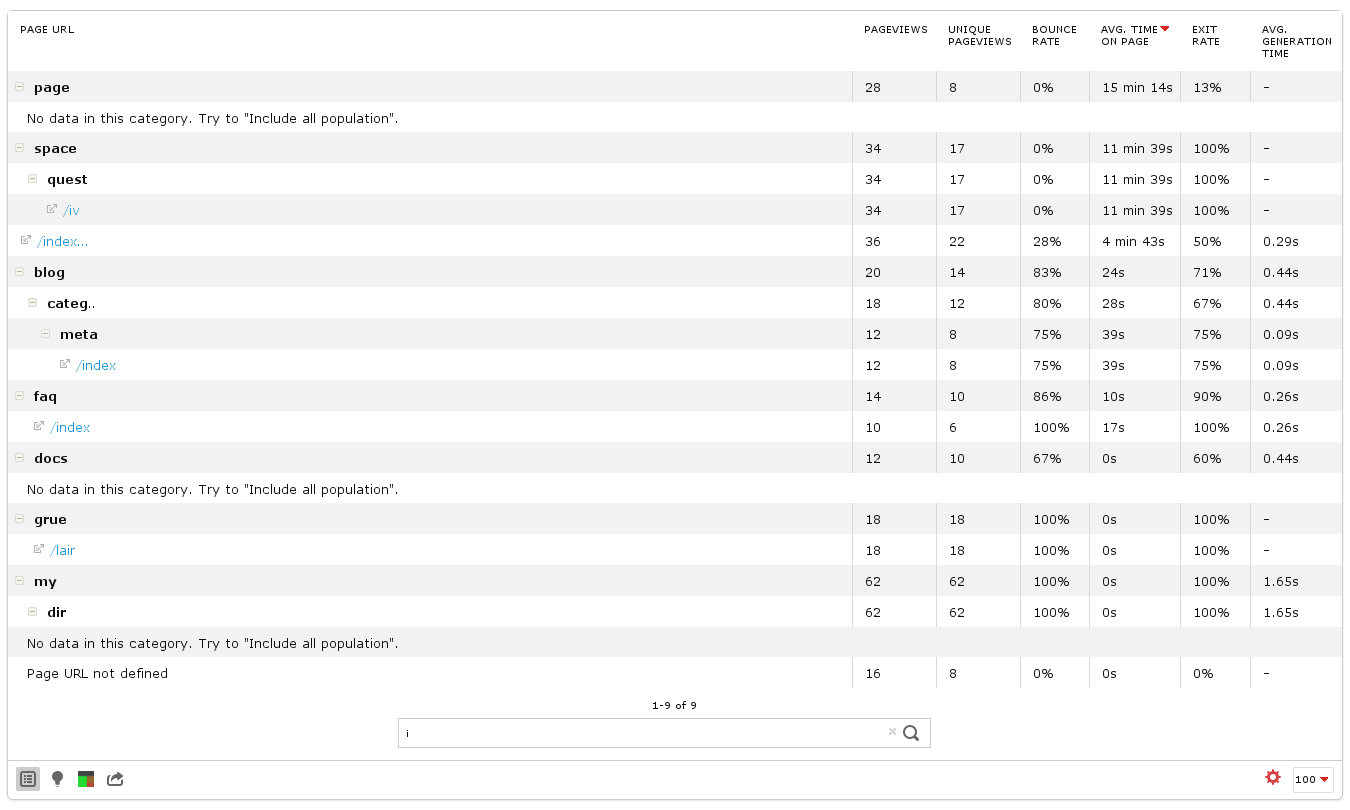 PAGE URL PAGEVIEWS UNIQUE PAGEVIEWS BOUNCE RATE AVG. TIME ON PAGE EXIT RATE AVG. GENERATION TIME
page 28 8 0% 15 min 14s 13% –
No data in this category. Try to "Include all population".
space 34 17 0% 11 min 39s 100% –
quest 34 17 0% 11 min 39s 100% –
/iv 34 17 0% 11 min 39s 100% –
/index... 36 22 28% 4 min 43s 50% 0.29s
blog 20 14 83% 24s 71% 0.44s
categ.. 18 12 80% 28s 67% 0.44s
meta 12 8 75% 39s 75% 0.09s
/index 12 8 75% 39s 75% 0.09s
faq 14 10 86% 10s 90% 0.26s
/index 10 6 100% 17s 100% 0.26s
docs 12 10 67% 0s 60% 0.44s
No data in this category. Try to "Include all population".
grue 18 18 100% 0s 100% –
/lair 18 18 100% 0s 100% –
my 62 62 100% 0s 100% 1.65s
dir 62 62 100% 0s 100% 1.65s
No data in this category. Try to "Include all population".
Page URL not defined 16 8 0% 0s 0% –
1-9 of 9
i
100